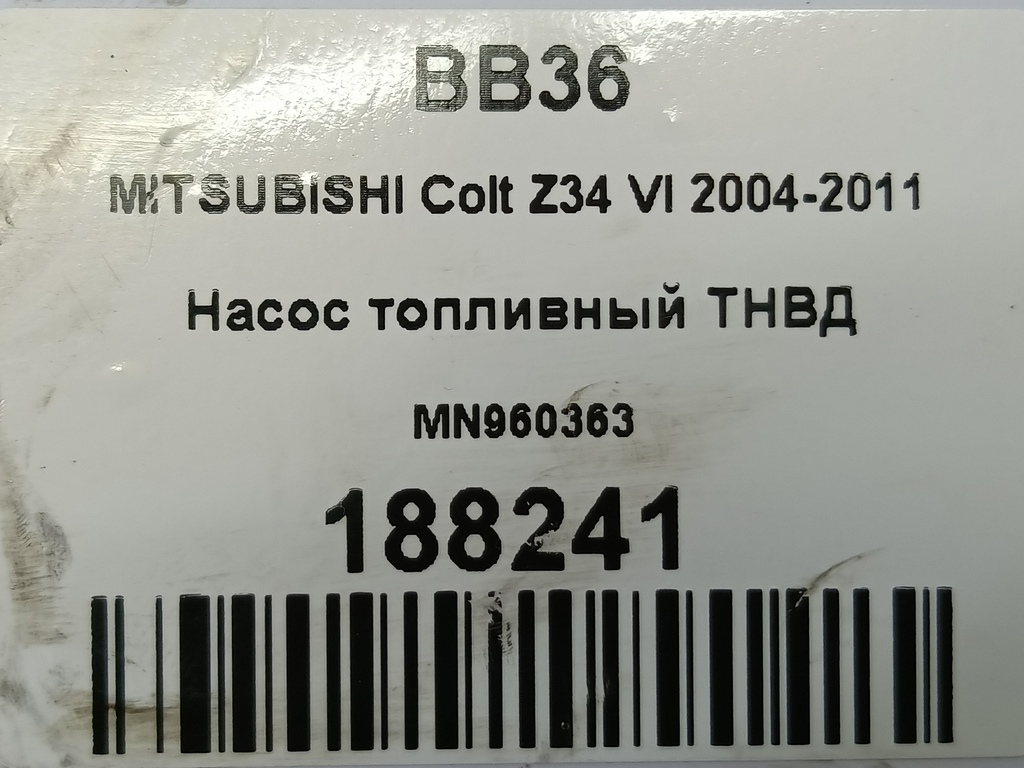 BB36
MITSUBISHI Colt Z34 VI 2004-2011
Насос топливный ТНВД
MN960363
188241